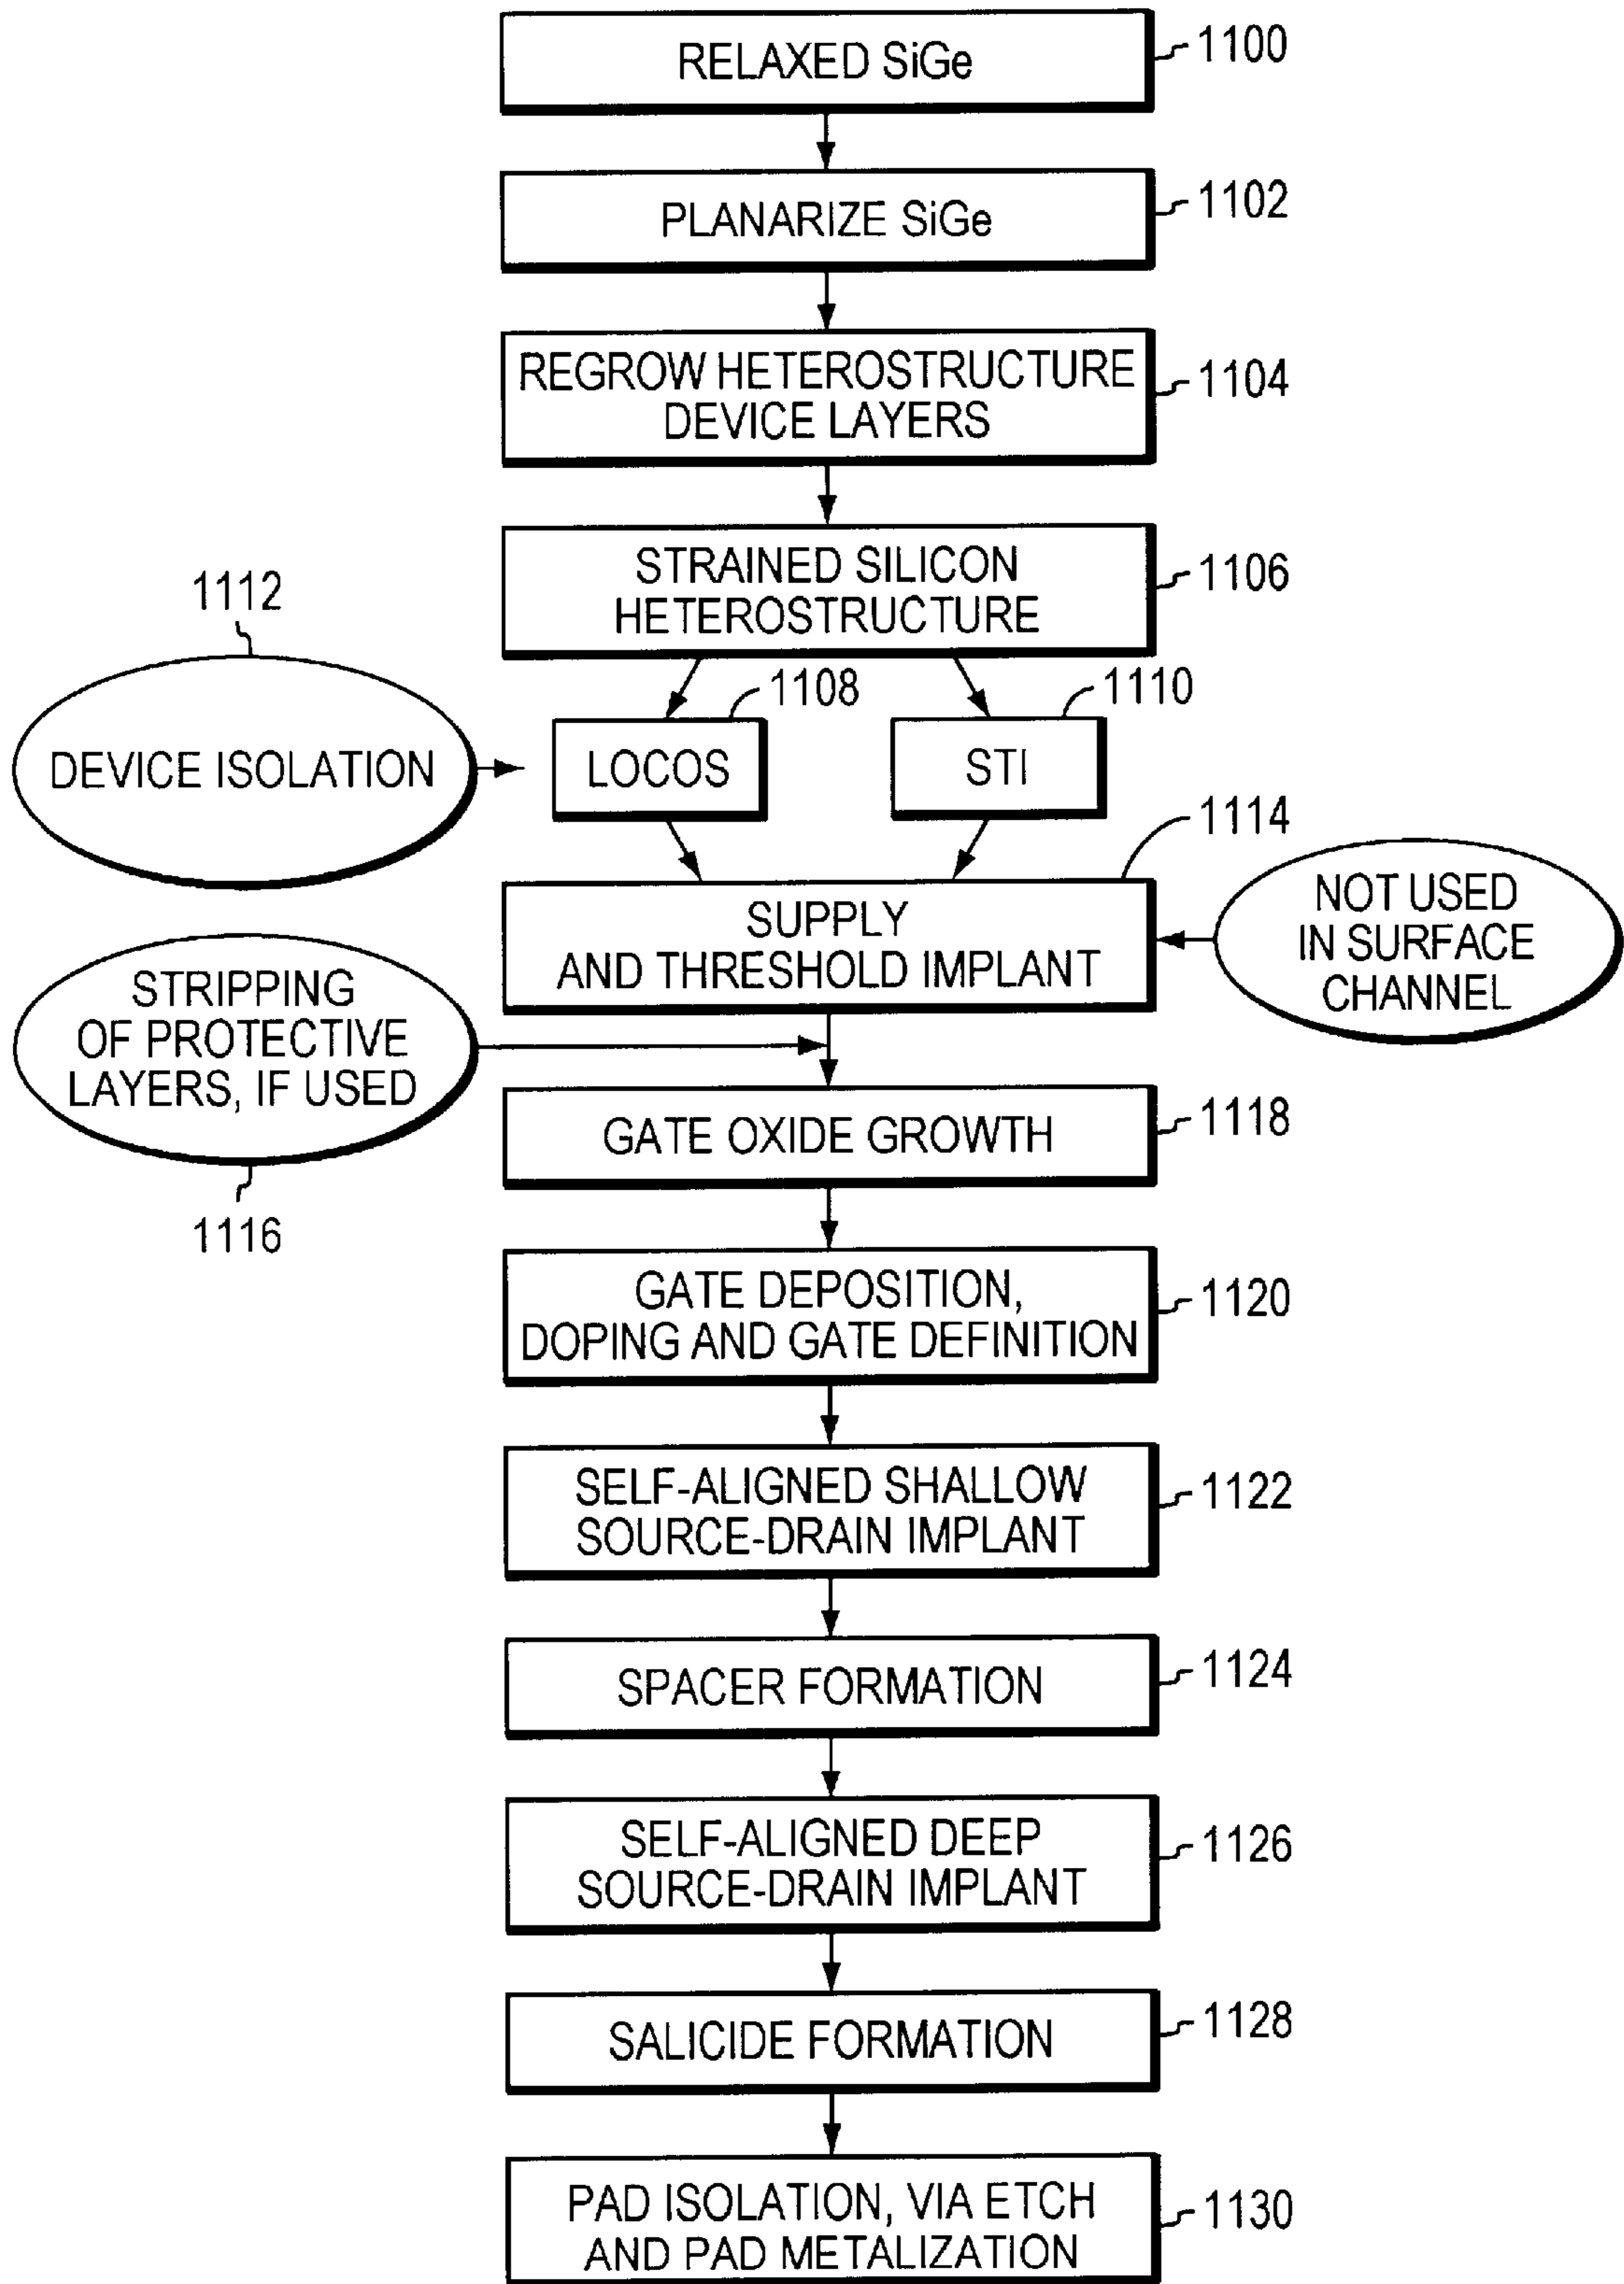 RELAXED SiGe
1100
PLANARIZE SiGe
1102
REGROW HETEROSTRUCTURE
DEVICE LAYERS
1104
STRAINED SILICON
HETEROSTRUCTURE
1106
1112
DEVICE ISOLATION
1108
LOCOS
1110
STI
1114
SUPPLY
AND THRESHOLD IMPLANT
NOT USED
IN SURFACE
CHANNEL
STRIPPING
OF PROTECTIVE
LAYERS, IF USED
1116
GATE OXIDE GROWTH
1118
GATE DEPOSITION,
DOPING AND GATE DEFINITION
1120
SELF-ALIGNED SHALLOW
SOURCE-DRAIN IMPLANT
1122
SPACER FORMATION
1124
SELF-ALIGNED DEEP
SOURCE-DRAIN IMPLANT
1126
SALICIDE FORMATION
1128
PAD ISOLATION, VIA ETCH
AND PAD METALIZATION
1130